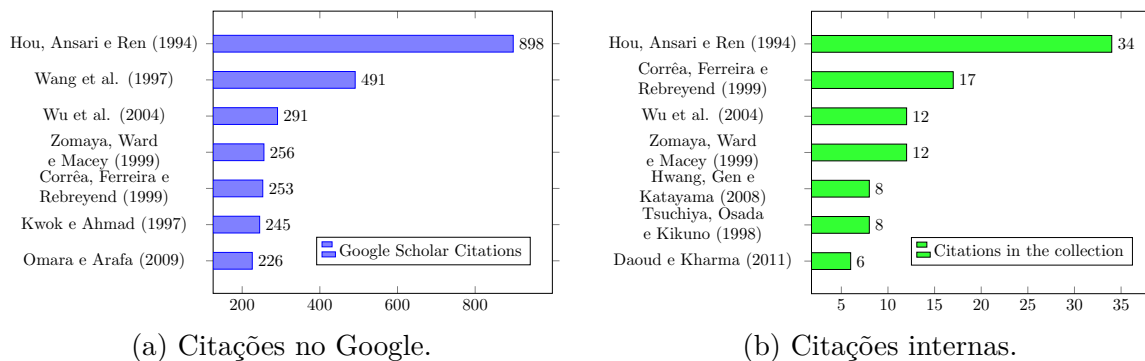 Hou, Ansari e Ren (1994)
898
Wang et al. (1997)
491
Wu et al. (2004)
291
Zomaya, Ward
e Macey (1999)
256
Corrêa, Ferreira e
Rebreyend (1999)
253
Kwok e Ahmad (1997)
245
Omara e Arafa (2009)
226
Google Scholar Citations
200 400 600 800
(a) Citações no Google.
Hou, Ansari e Ren (1994)
34
Corrêa, Ferreira e
Rebreyend (1999)
17
Wu et al. (2004)
12
Zomaya, Ward
e Macey (1999)
12
Hwang, Gen e
Katayama (2008)
8
Tsuchiya, Osada
e Kikuno (1998)
8
Daoud e Kharma (2011)
6
Citations in the collection
5 10 15 20 25 30 35
(b) Citações internas.